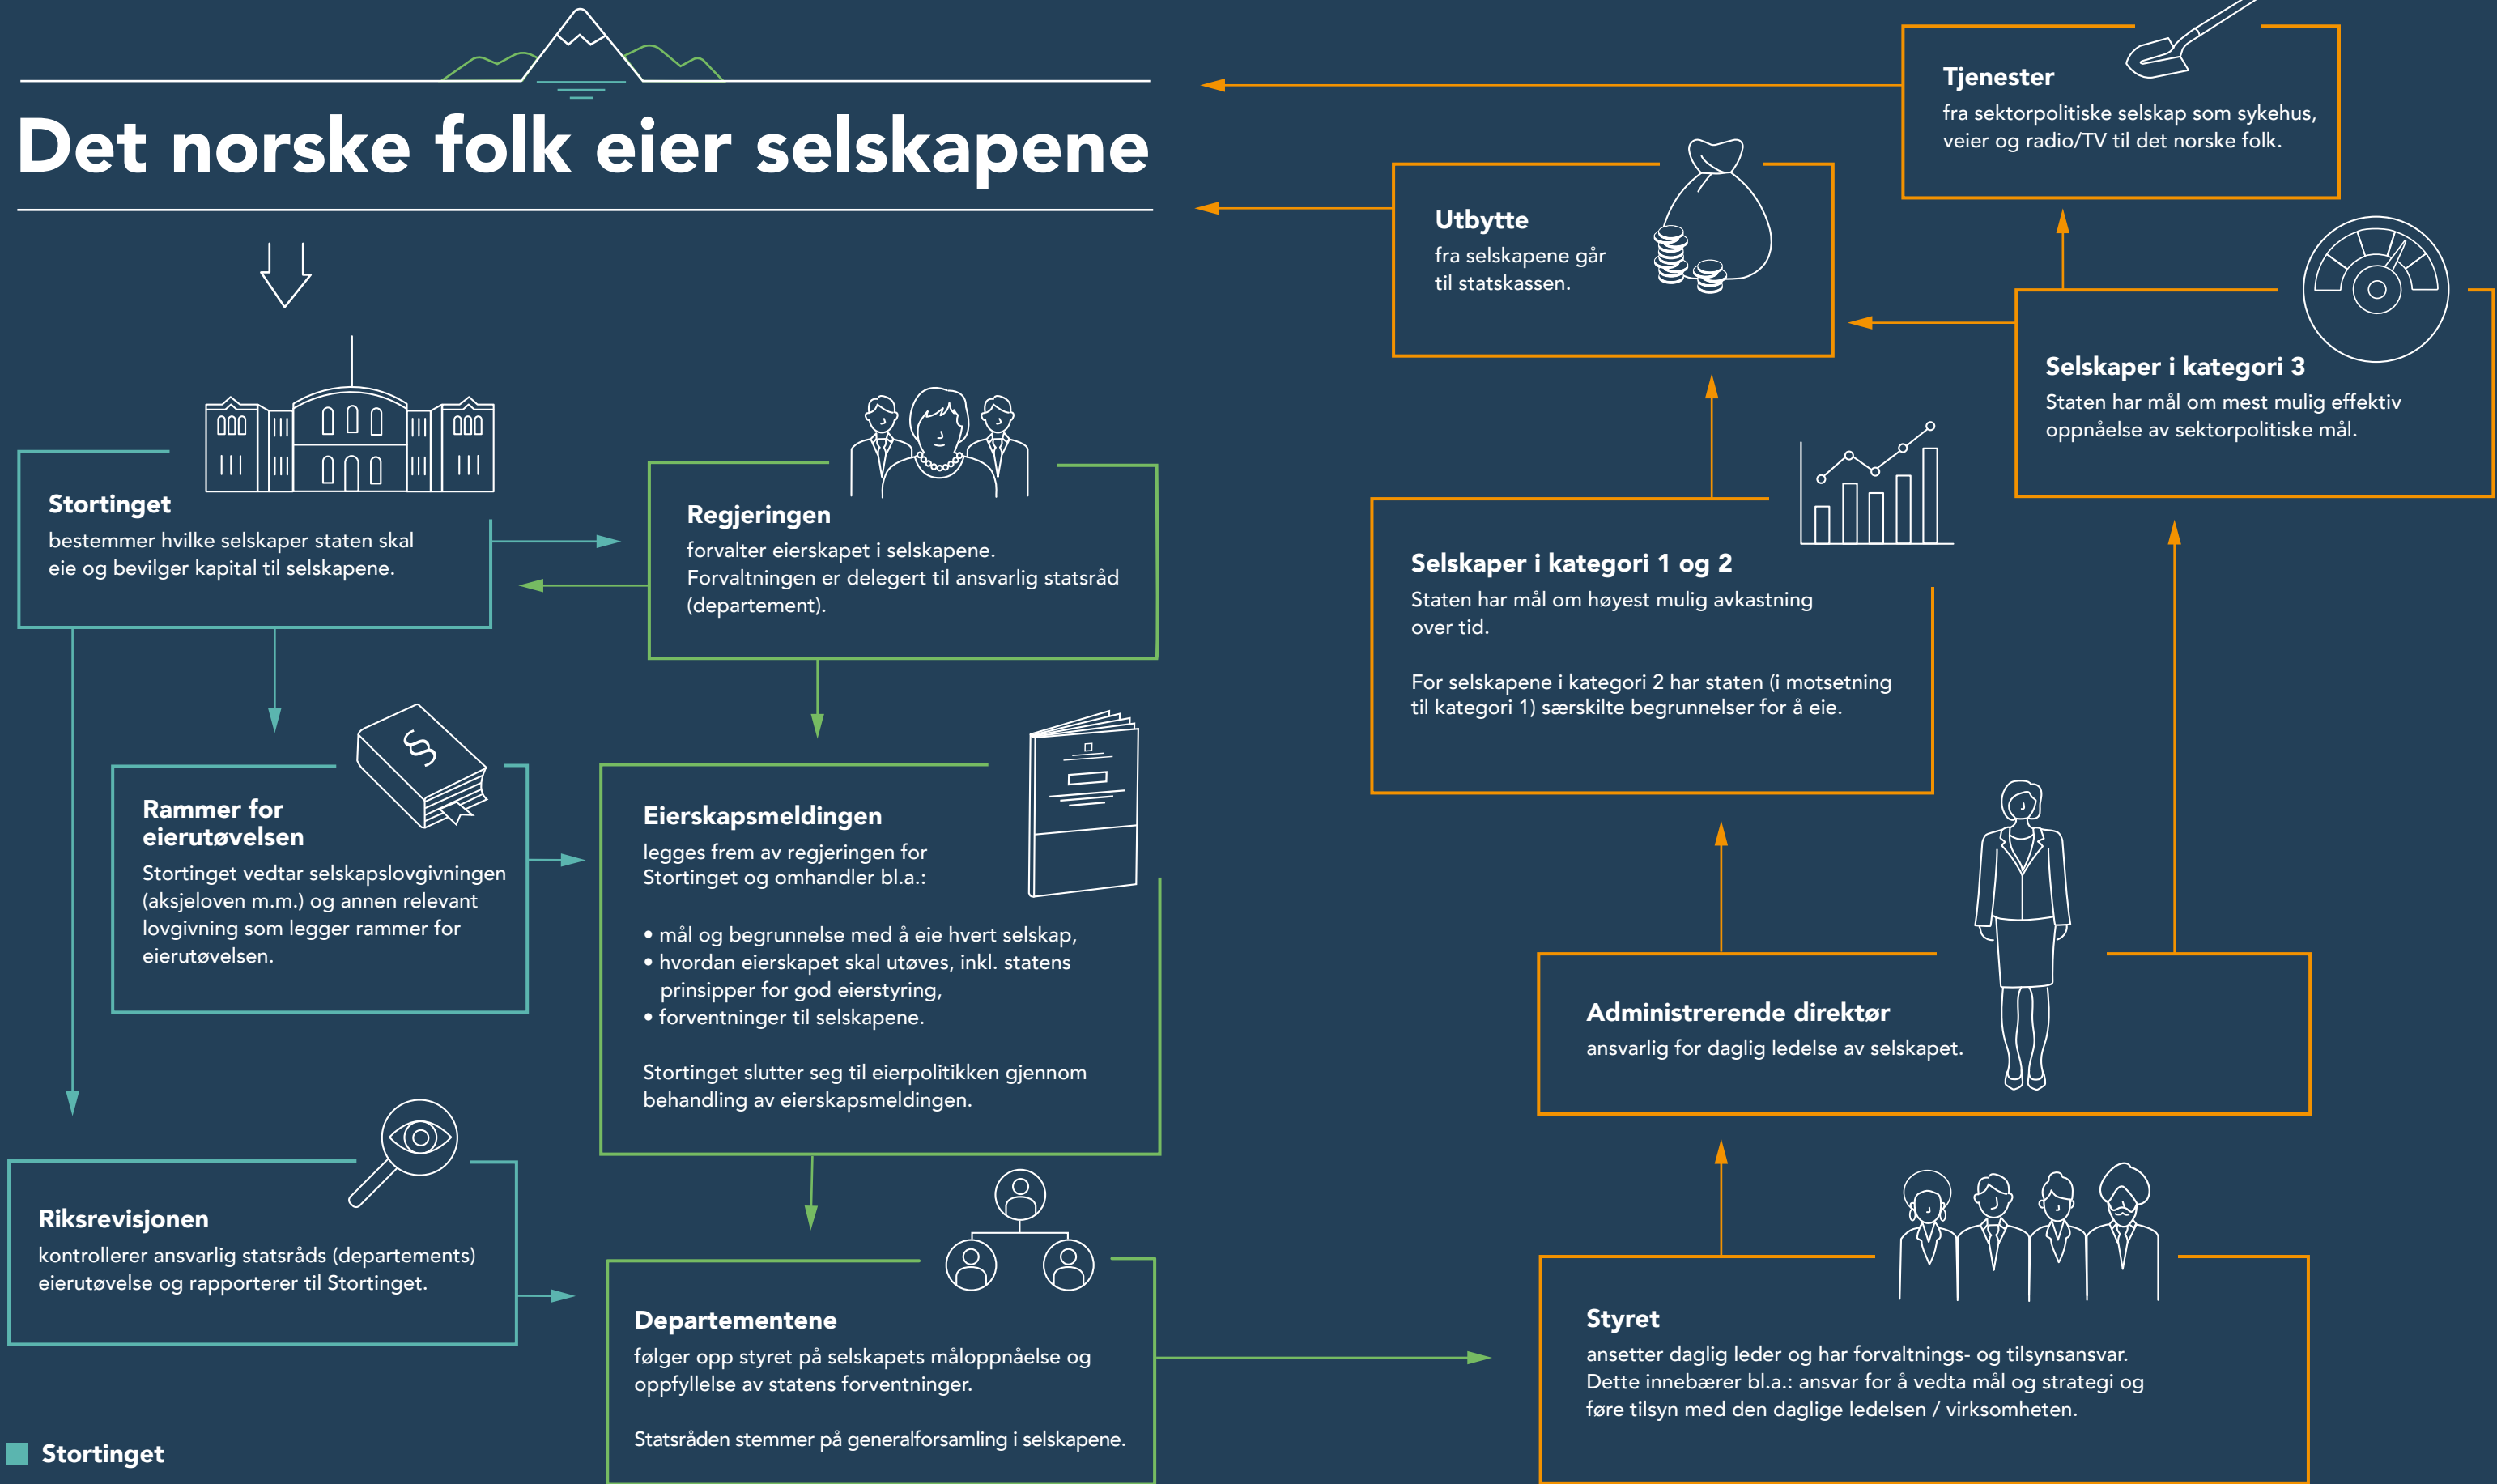 Det norske folk eier selskapene
Stortinget
bestemmer hvilke selskaper staten skal
eie og bevilger kapital til selskapene.
Regjeringen
forvalter eierskapet i selskapene.
Forvaltningen er delegert til ansvarlig statsråd
(departement).
§
Rammer for
eierutøvelsen
Stortinget vedtar selskapslovgivningen
(aksjeloven m.m.) og annen relevant
lovgivning som legger rammer for
eierutøvelsen.
Eierskapsmeldingen
legges frem av regjeringen for
Stortinget og omhandler bl.a.:
• mål og begrunnelse med å eie hvert selskap,
• hvordan eierskapet skal utøves, inkl. statens
prinsipper for god eierstyring,
• forventninger til selskapene.
Stortinget slutter seg til eierpolitikken gjennom
behandling av eierskapsmeldingen.
Riksrevisjonen
kontrollerer ansvarlig statsråds (departements)
eierutøvelse og rapporterer til Stortinget.
Departementene
følger opp styret på selskapets måloppnåelse og
oppfyllelse av statens forventninger.
Statsråden stemmer på generalforsamling i selskapene.
Styret
ansetter daglig leder og har forvaltnings- og tilsynsansvar.
Dette innebærer bl.a.: ansvar for å vedta mål og strategi og
føre tilsyn med den daglige ledelsen / virksomheten.
Administrerende direktør
ansvarlig for daglig ledelse av selskapet.
Selskaper i kategori 1 og 2
Staten har mål om høyest mulig avkastning
over tid.
For selskapene i kategori 2 har staten (i motsetning
til kategori 1) særskilte begrunnelser for å eie.
Selskaper i kategori 3
Staten har mål om mest mulig effektiv
oppnåelse av sektorpolitiske mål.
Utbytte
fra selskapene går
til statskassen.
Tjenester
fra sektorpolitiske selskap som sykehus,
veier og radio/TV til det norske folk.
Stortinget